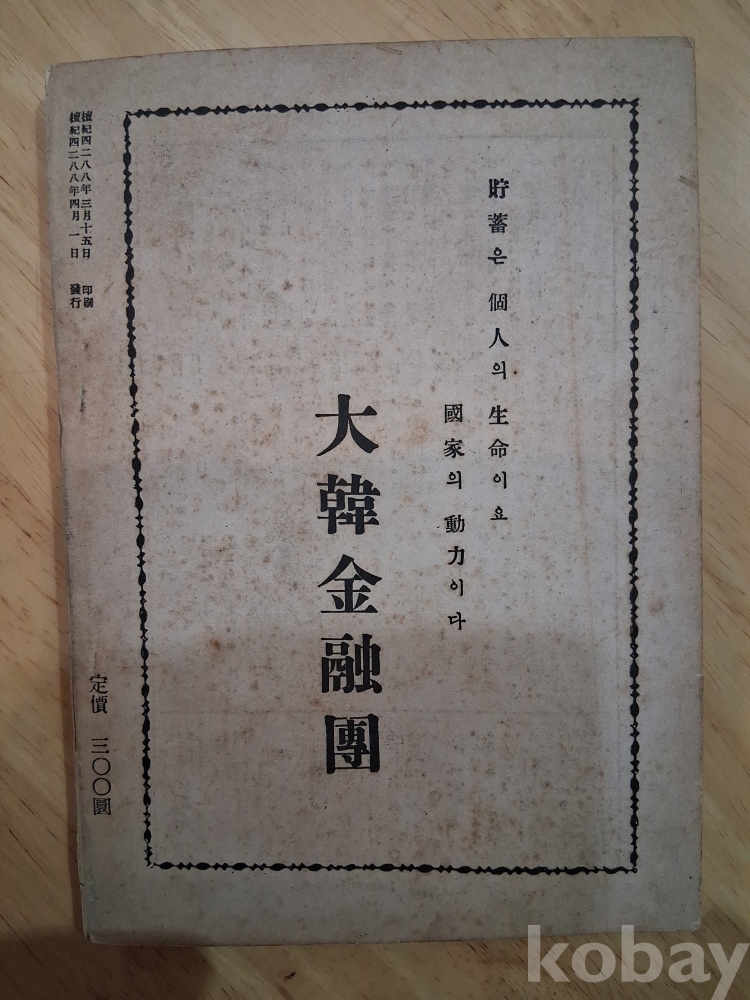 貯蓄은 個人의 生命이요
國家의 動力이다
大韓金融團
檀紀四二八八年三月十五日 印刷
檀紀四二八八年四月一日 發行
定價 三〇〇圜
kobay